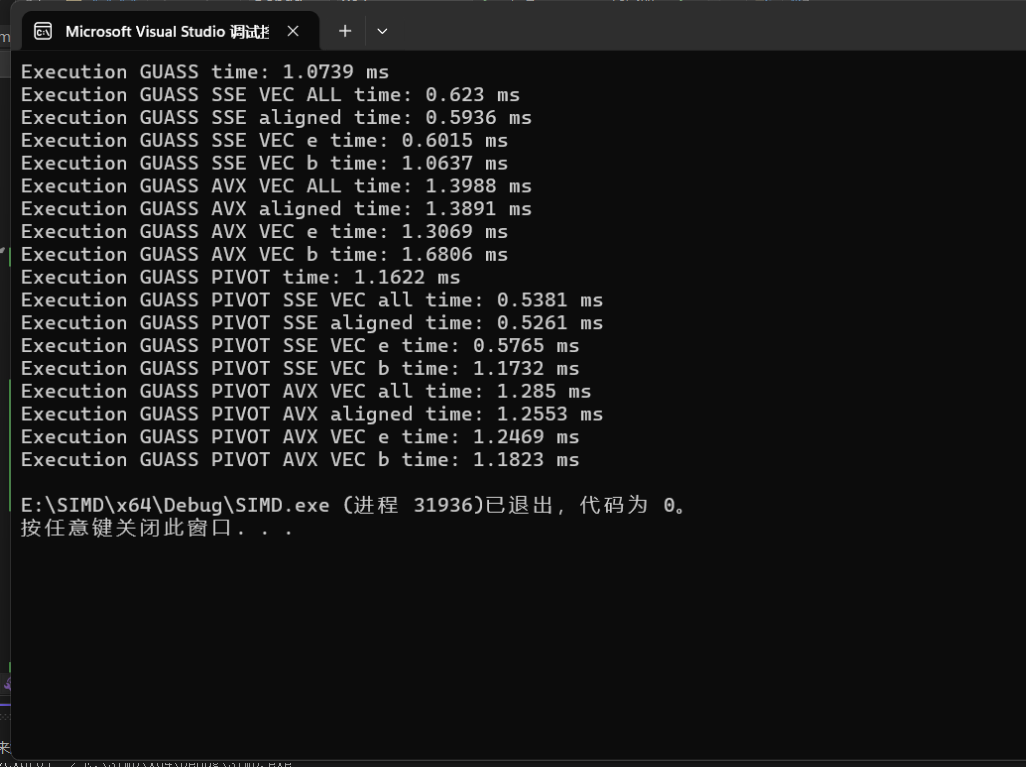 Microsoft Visual Studio 调试控
Execution GUASS time: 1.0739 ms
Execution GUASS SSE VEC ALL time: 0.623 ms
Execution GUASS SSE aligned time: 0.5936 ms
Execution GUASS SSE VEC e time: 0.6015 ms
Execution GUASS SSE VEC b time: 1.0637 ms
Execution GUASS AVX VEC ALL time: 1.3988 ms
Execution GUASS AVX aligned time: 1.3891 ms
Execution GUASS AVX VEC e time: 1.3069 ms
Execution GUASS AVX VEC b time: 1.6806 ms
Execution GUASS PIVOT time: 1.1622 ms
Execution GUASS PIVOT SSE VEC all time: 0.5381 ms
Execution GUASS PIVOT SSE aligned time: 0.5261 ms
Execution GUASS PIVOT SSE VEC e time: 0.5765 ms
Execution GUASS PIVOT SSE VEC b time: 1.1732 ms
Execution GUASS PIVOT AVX VEC all time: 1.285 ms
Execution GUASS PIVOT AVX aligned time: 1.2553 ms
Execution GUASS PIVOT AVX VEC e time: 1.2469 ms
Execution GUASS PIVOT AVX VEC b time: 1.1823 ms
E:\SIMD\x64\Debug\SIMD.exe (进程 31936)已退出，代码为 0。
按任意键关闭此窗口. . .